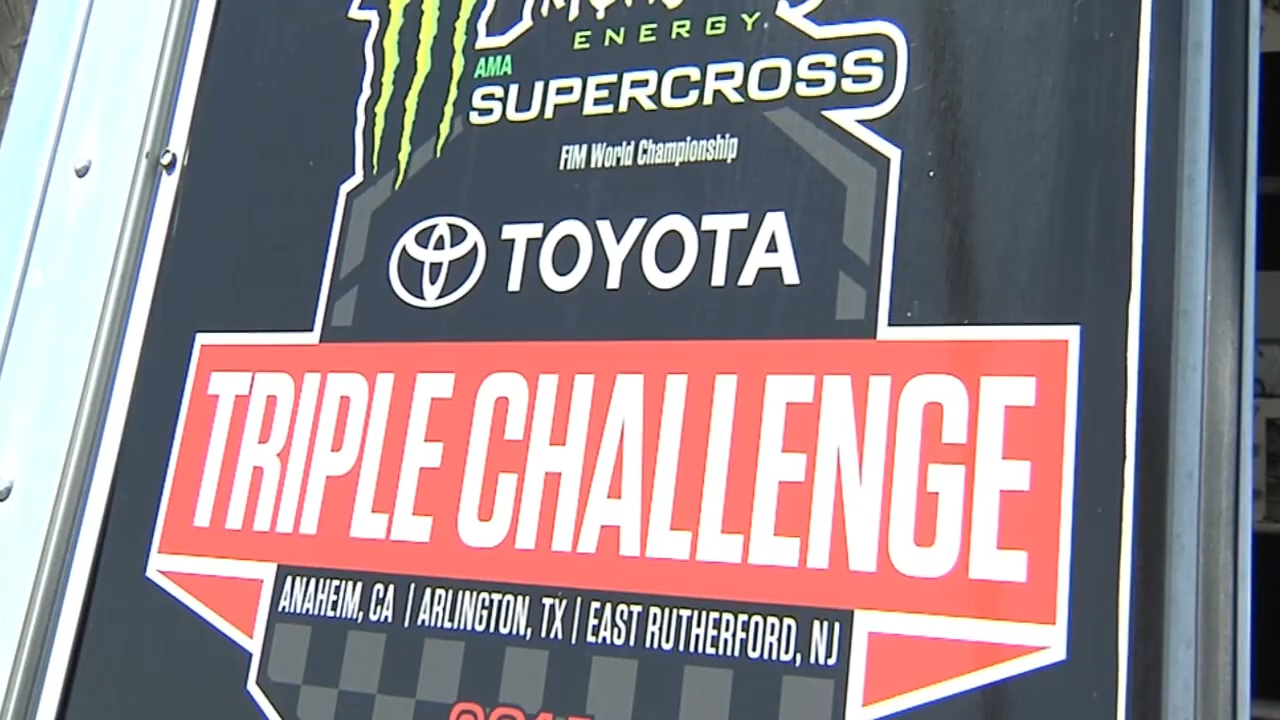 ENERGY
AMA
SUPERCROSS
FIM World Championship
TOYOTA
TRIPLE CHALLENGE
ANAHEIM, CA | ARLINGTON, TX | EAST RUTHERFORD, NJ